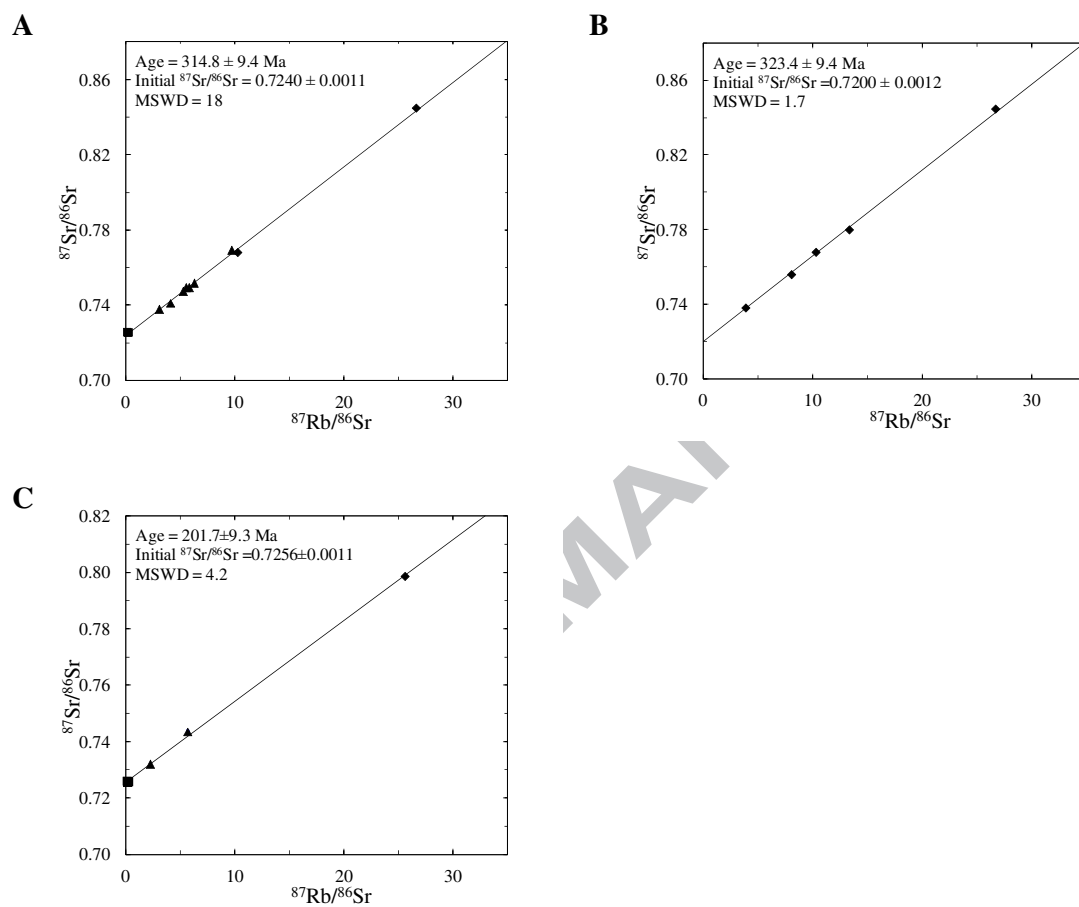 A
Age = 314.8 ± 9.4 Ma
Initial ⁸⁷Sr/⁸⁶Sr = 0.7240 ± 0.0011
MSWD = 18
0.86
0.82
0.78
0.74
0.70
⁸⁷Sr/⁸⁶Sr
0 10 20 30
⁸⁷Rb/⁸⁶Sr
B
Age = 323.4 ± 9.4 Ma
Initial ⁸⁷Sr/⁸⁶Sr =0.7200 ± 0.0012
MSWD = 1.7
0.86
0.82
0.78
0.74
0.70
⁸⁷Sr/⁸⁶Sr
0 10 20 30
⁸⁷Rb/⁸⁶Sr
C
Age = 201.7±9.3 Ma
Initial ⁸⁷Sr/⁸⁶Sr =0.7256±0.0011
MSWD = 4.2
0.82
0.80
0.78
0.76
0.74
0.72
0.70
⁸⁷Sr/⁸⁶Sr
0 10 20 30
⁸⁷Rb/⁸⁶Sr